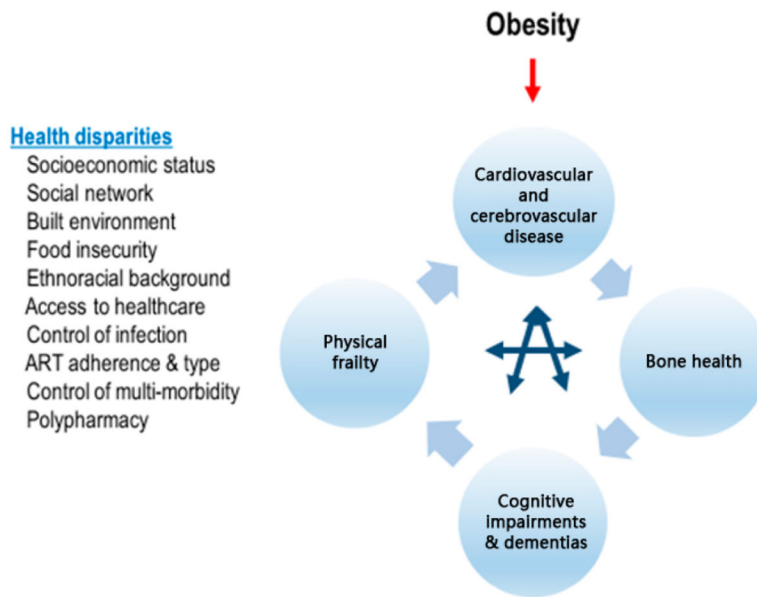 Obesity
Health disparities
Socioeconomic status
Social network
Built environment
Food insecurity
Ethnoracial background
Access to healthcare
Control of infection
ART adherence & type
Control of multi-morbidity
Polypharmacy
Cardiovascular
and
cerebrovascular
disease
Physical
frailty
Bone health
Cognitive
impairments
& dementias